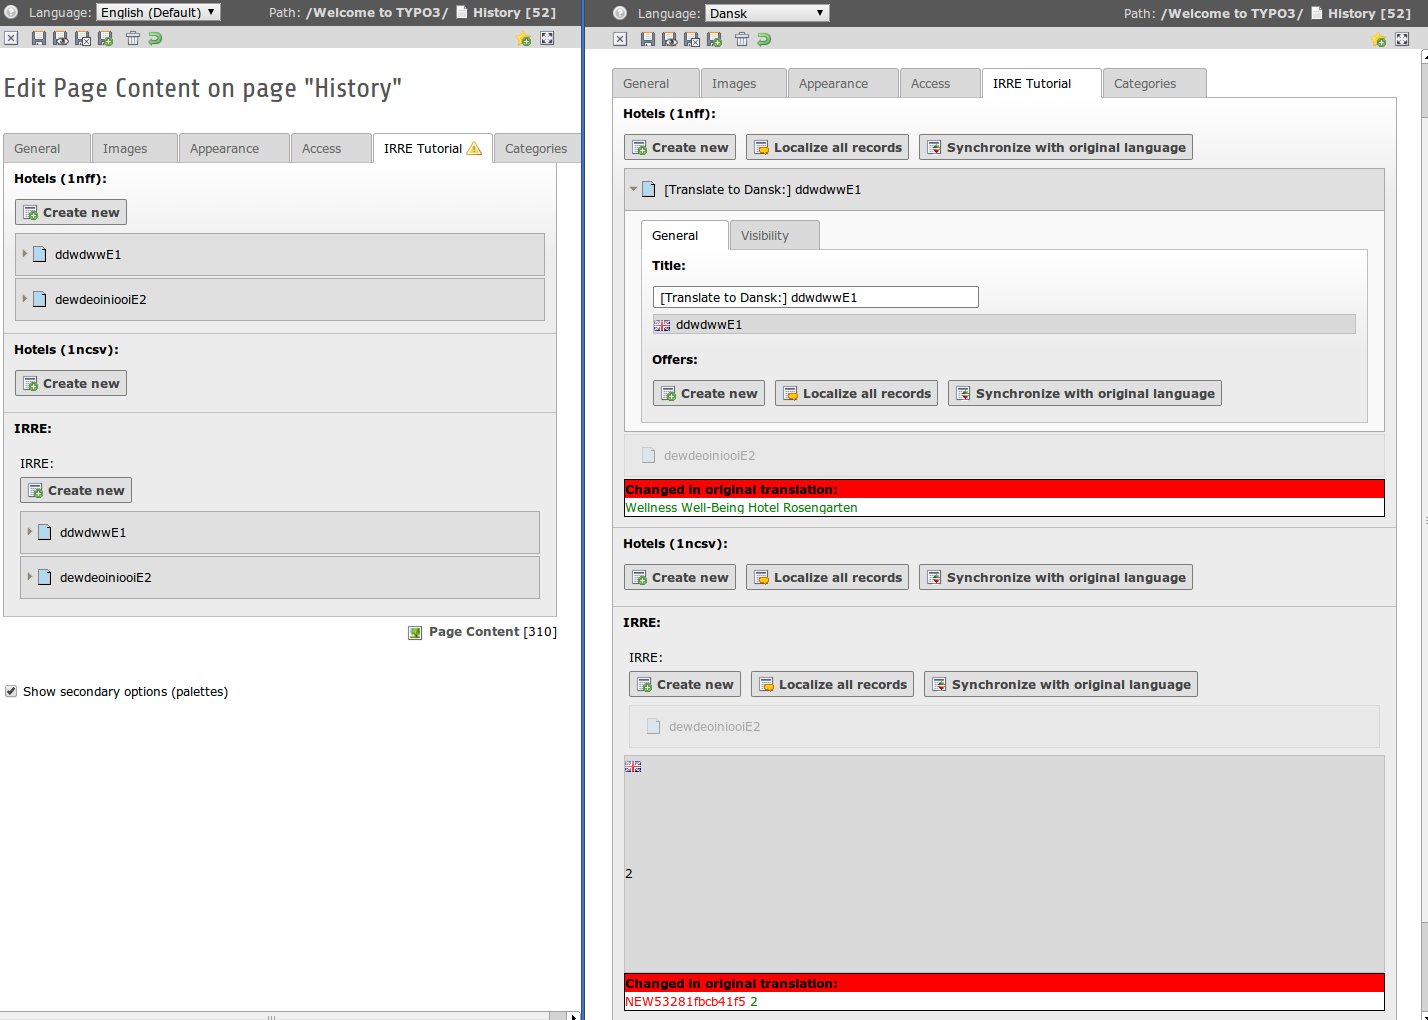 Language: English (Default) Path: /Welcome to TYPO3/ History [52]
Edit Page Content on page "History"
General Images Appearance Access IRRE Tutorial Categories
Hotels (1nff):
Create new
ddwdwwE1
dewdeoiniooiE2
Hotels (1ncsv):
Create new
IRRE:
IRRE:
Create new
ddwdwwE1
dewdeoiniooiE2
Page Content [310]
Show secondary options (palettes)
Language: Dansk Path: /Welcome to TYPO3/ History [52]
General Images Appearance Access IRRE Tutorial Categories
Hotels (1nff):
Create new Localize all records Synchronize with original language
[Translate to Dansk:] ddwdwwE1
General Visibility
Title:
[Translate to Dansk:] ddwdwwE1
ddwdwwE1
Offers:
Create new Localize all records Synchronize with original language
dewdeoiniooiE2
Changed in original translation:
Wellness Well-Being Hotel Rosengarten
Hotels (1ncsv):
Create new Localize all records Synchronize with original language
IRRE:
IRRE:
Create new Localize all records Synchronize with original language
dewdeoiniooiE2
2
Changed in original translation:
NEW53281fbcb41f5 2